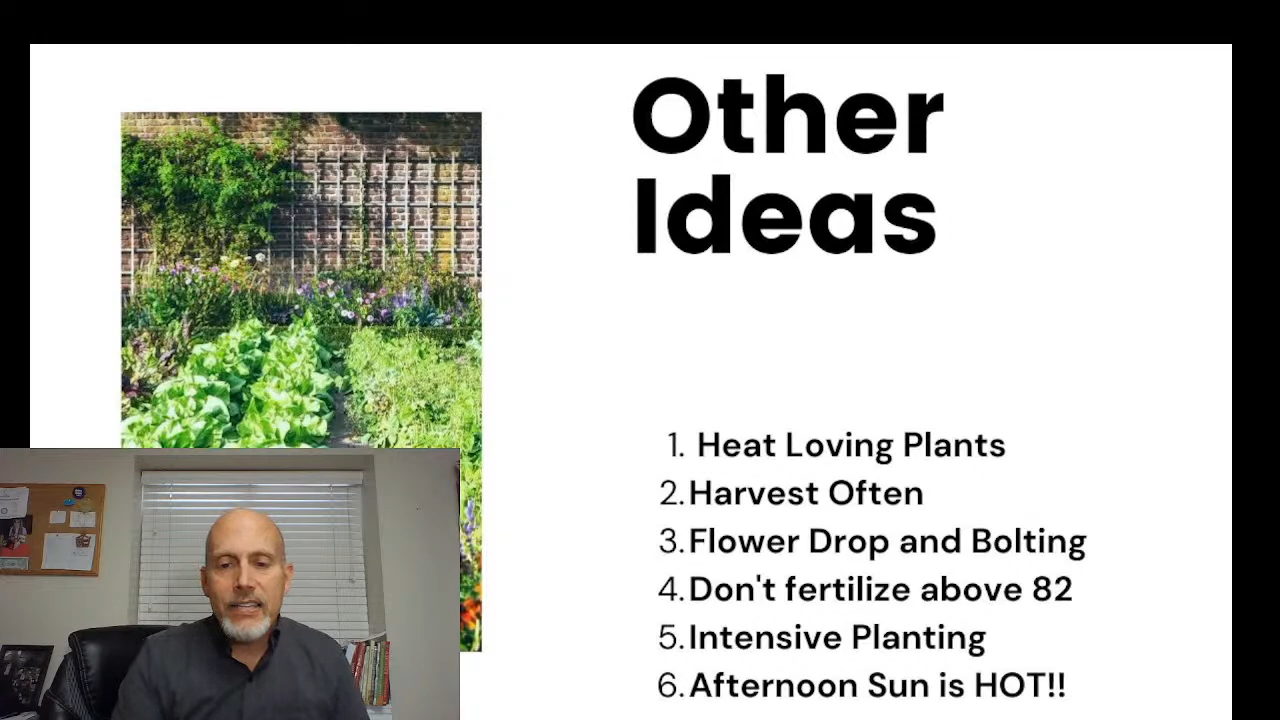 Other
Ideas
1. Heat Loving Plants
2. Harvest Often
3. Flower Drop and Bolting
4. Don't fertilize above 82
5. Intensive Planting
6. Afternoon Sun is HOT!!